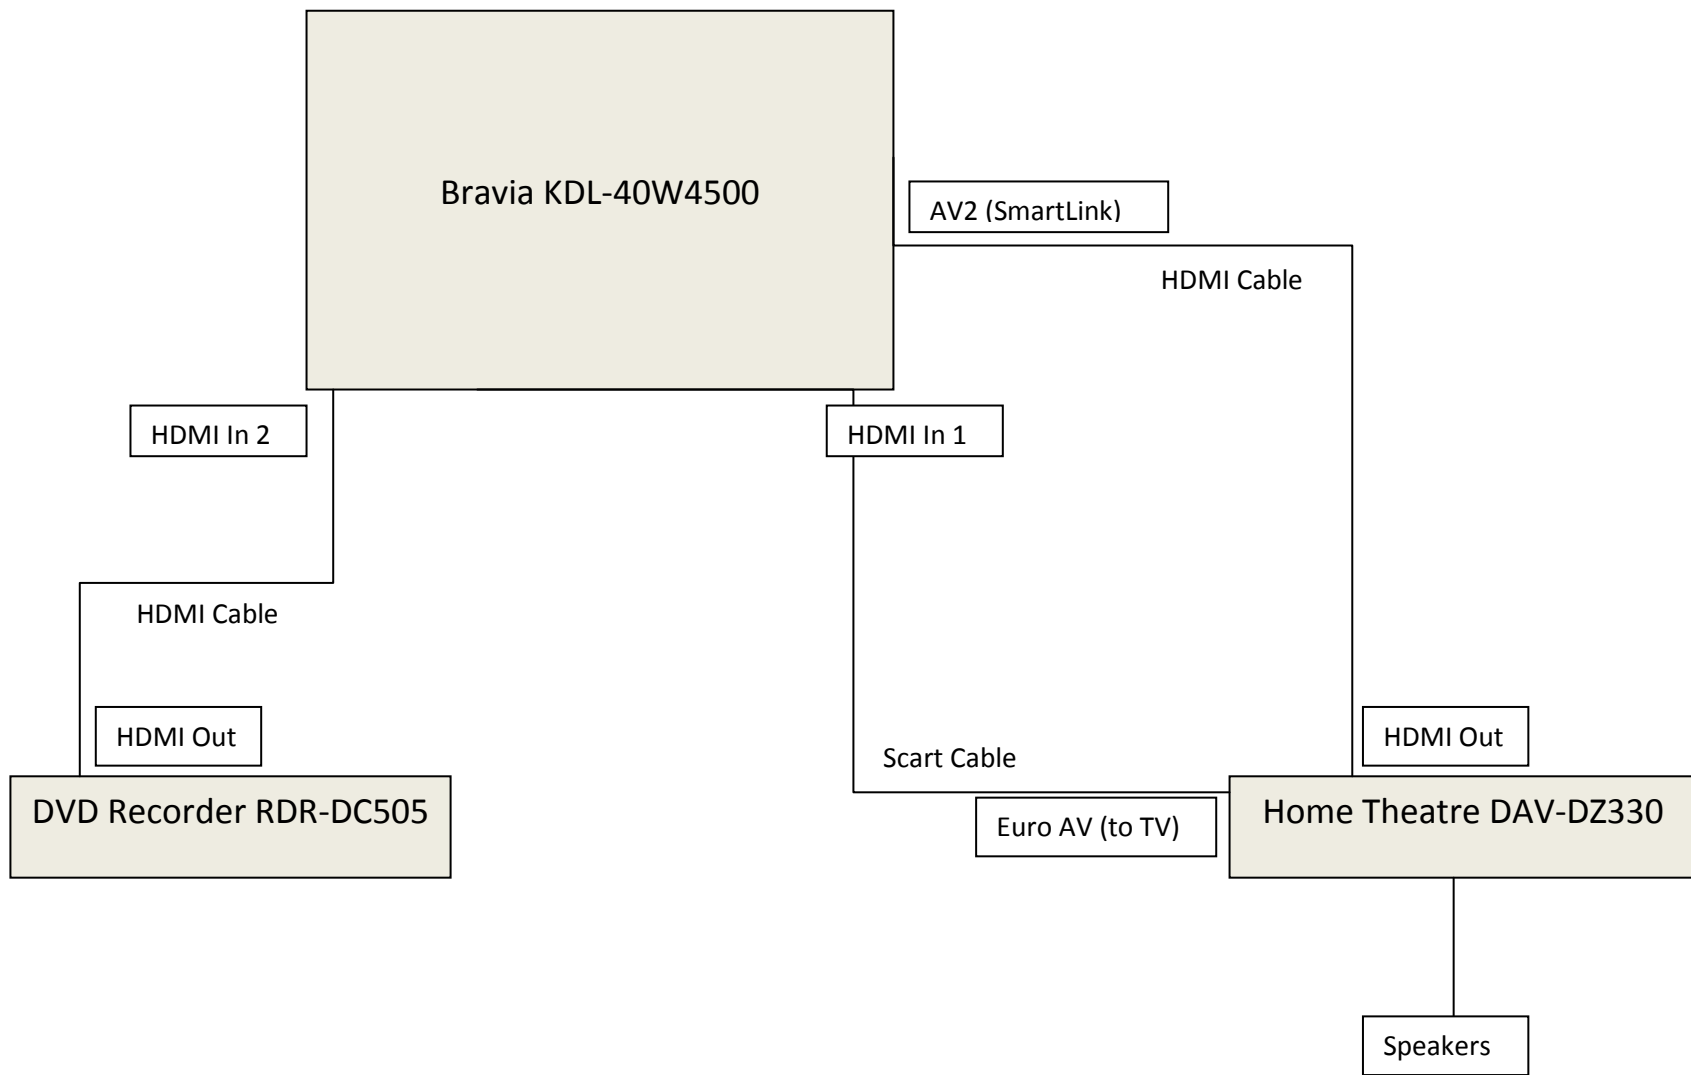 Bravia KDL-40W4500
AV2 (SmartLink)
HDMI Cable
HDMI In 2
HDMI In 1
HDMI Cable
HDMI Out
Scart Cable
HDMI Out
DVD Recorder RDR-DC505
Euro AV (to TV)
Home Theatre DAV-DZ330
Speakers